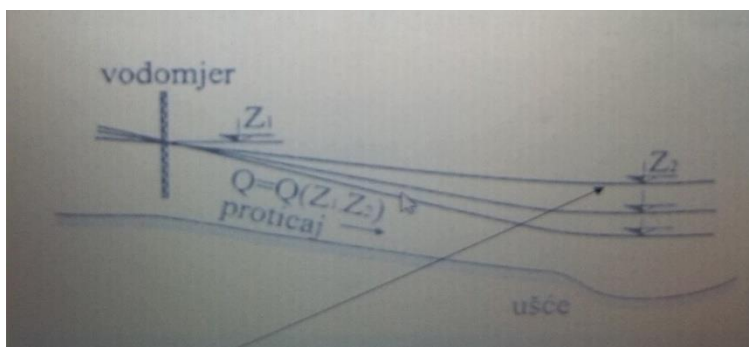 vodomjer
Z₁
Z₂
Q=Q(Z₁,Z₂)
proticaj
ušće